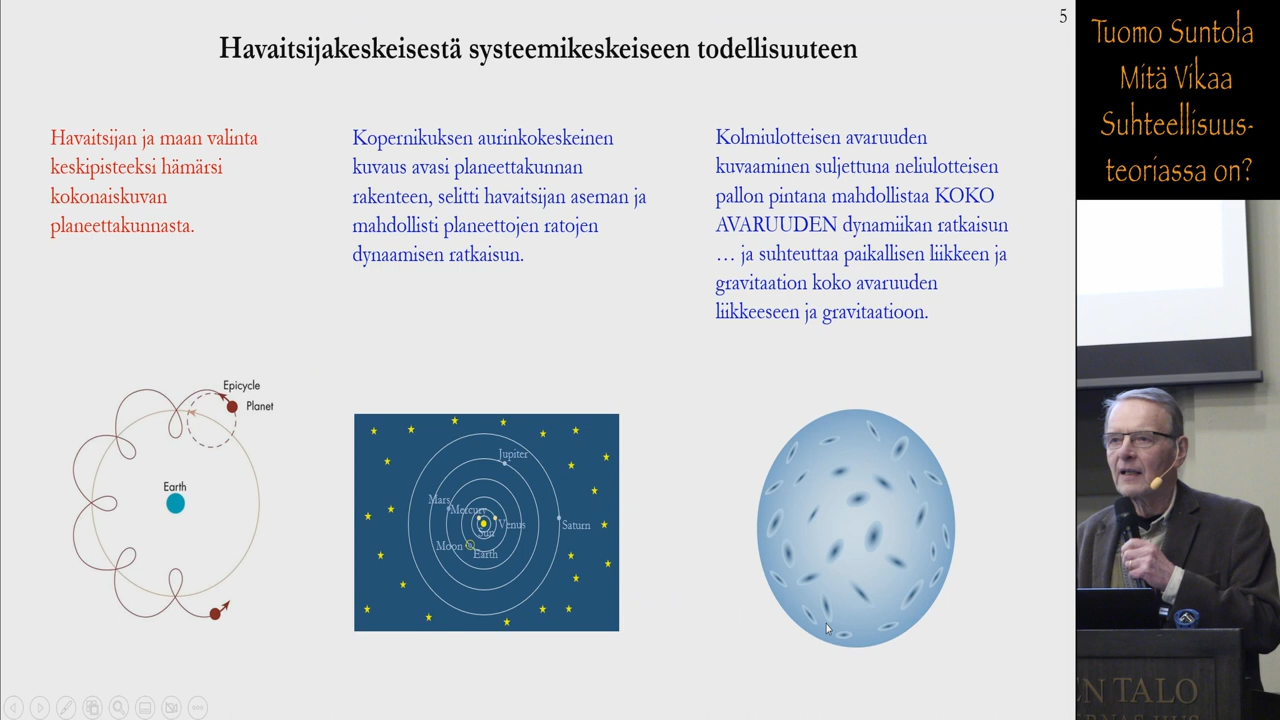 5
Havaitsijakeskeisestä systeemikeskeiseen todellisuuteen
Havaitsijan ja maan valinta
keskipisteeksi hämärsi
kokonaiskuvan
planeettakunnasta.
Kopernikuksen aurinkokeskeinen
kuvaus avasi planeettakunnan
rakenteen, selitti havaitsijan aseman ja
mahdollisti planeettojen ratojen
dynaamisen ratkaisun.
Kolmiulotteisen avaruuden
kuvaaminen suljettuna neliulotteisen
pallon pintana mahdollistaa KOKO
AVARUUDEN dynamiikan ratkaisun
… ja suhteuttaa paikallisen liikkeen ja
gravitaation koko avaruuden
liikkeeseen ja gravitaatioon.
Epicycle
Planet
Earth
Jupiter
Mars
Mercury
Venus
Sun
Saturn
Moon
Earth
Tuomo Suntola
Mitä Vikaa
Suhteellisuus-
teoriassa on?
EN TALO